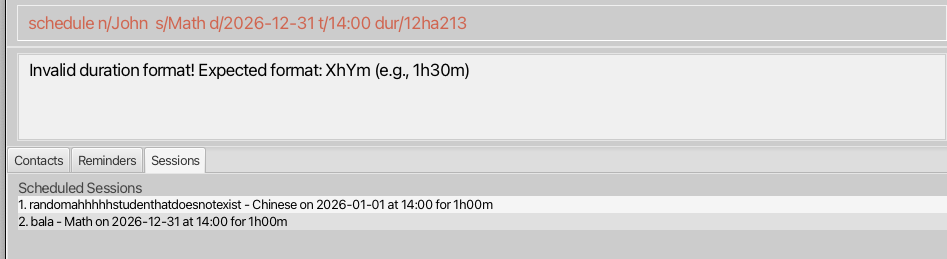 schedule n/John  s/Math d/2026-12-31 t/14:00 dur/12ha213
Invalid duration format! Expected format: XhYm (e.g., 1h30m)
Contacts Reminders Sessions
Scheduled Sessions
1. randomahhhhhstudenthatdoesnotexist - Chinese on 2026-01-01 at 14:00 for 1h00m
2. bala - Math on 2026-12-31 at 14:00 for 1h00m